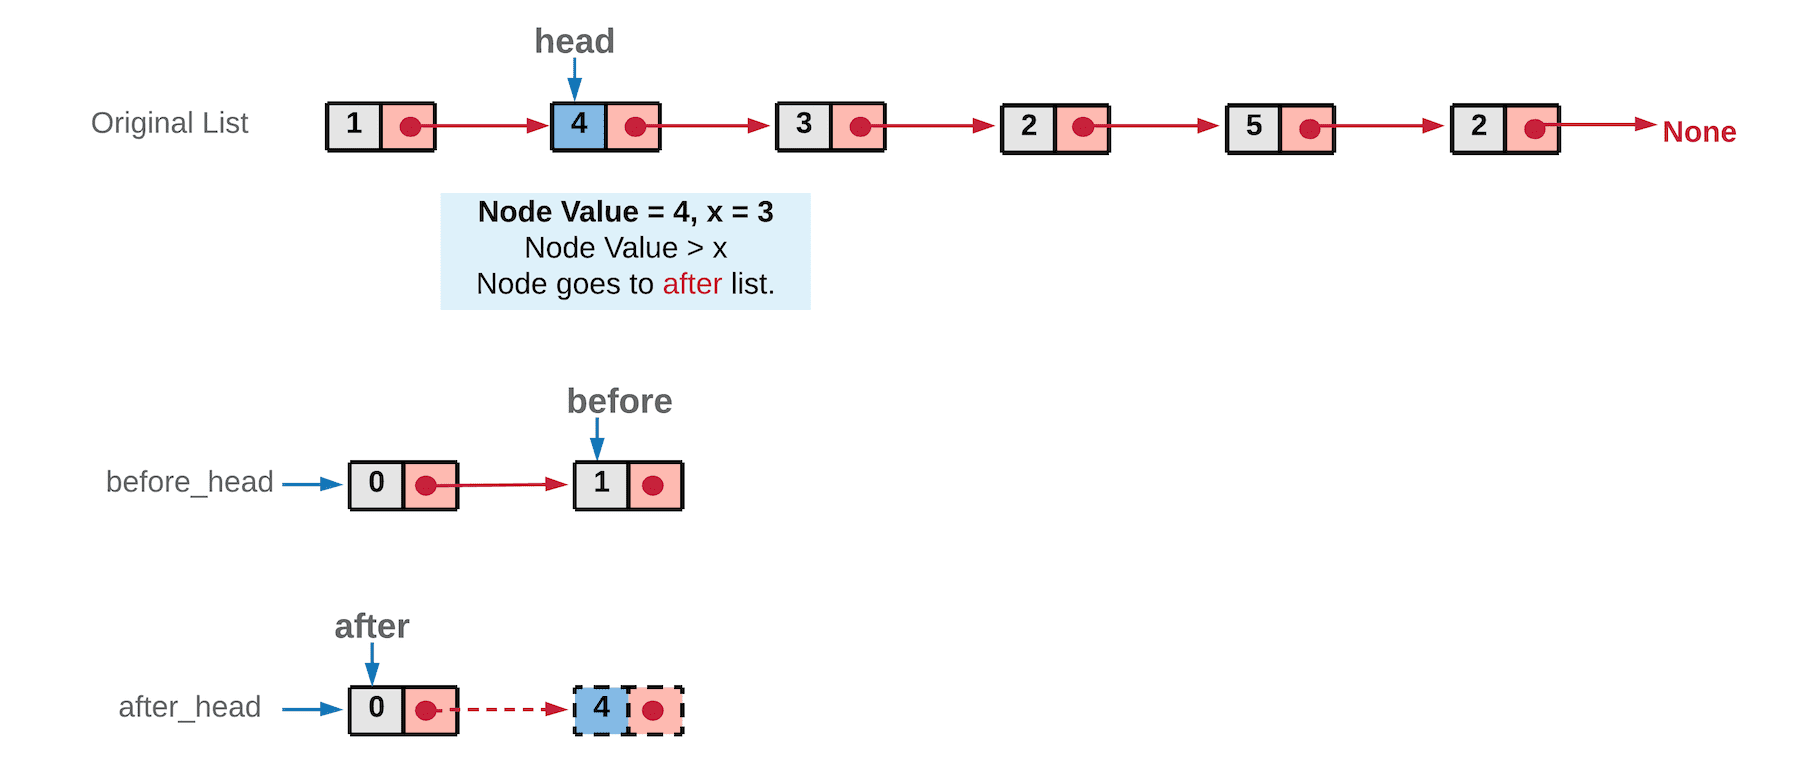 head
Original List 1 4 3 2 5 2 None
Node Value = 4, x = 3
Node Value > x
Node goes to after list.
before
before_head 0 1
after
after_head 0 4